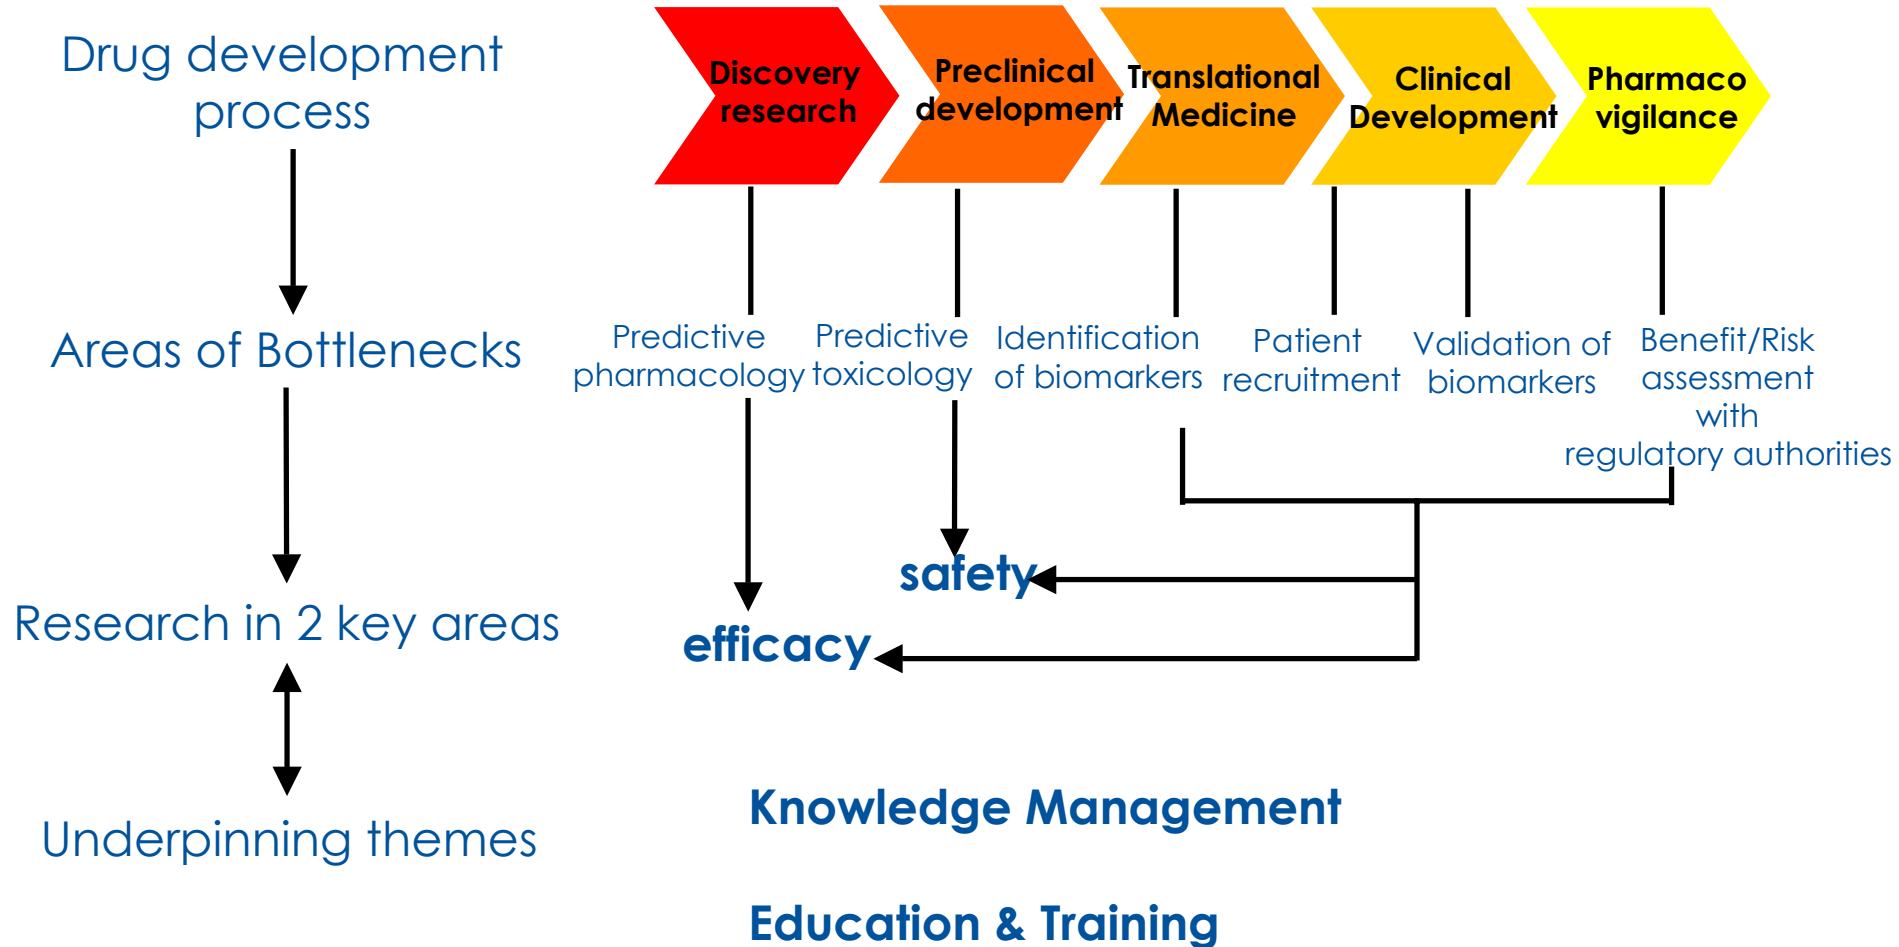 Drug development
process
Discovery
research
Preclinical
development
Translational
Medicine
Clinical
Development
Pharmaco
vigilance
Areas of Bottlenecks
Predictive
pharmacology
Predictive
toxicology
Identification
of biomarkers
Patient
recruitment
Validation of
biomarkers
Benefit/Risk
assessment
with
regulatory authorities
Research in 2 key areas
safety
efficacy
Underpinning themes
Knowledge Management
Education & Training